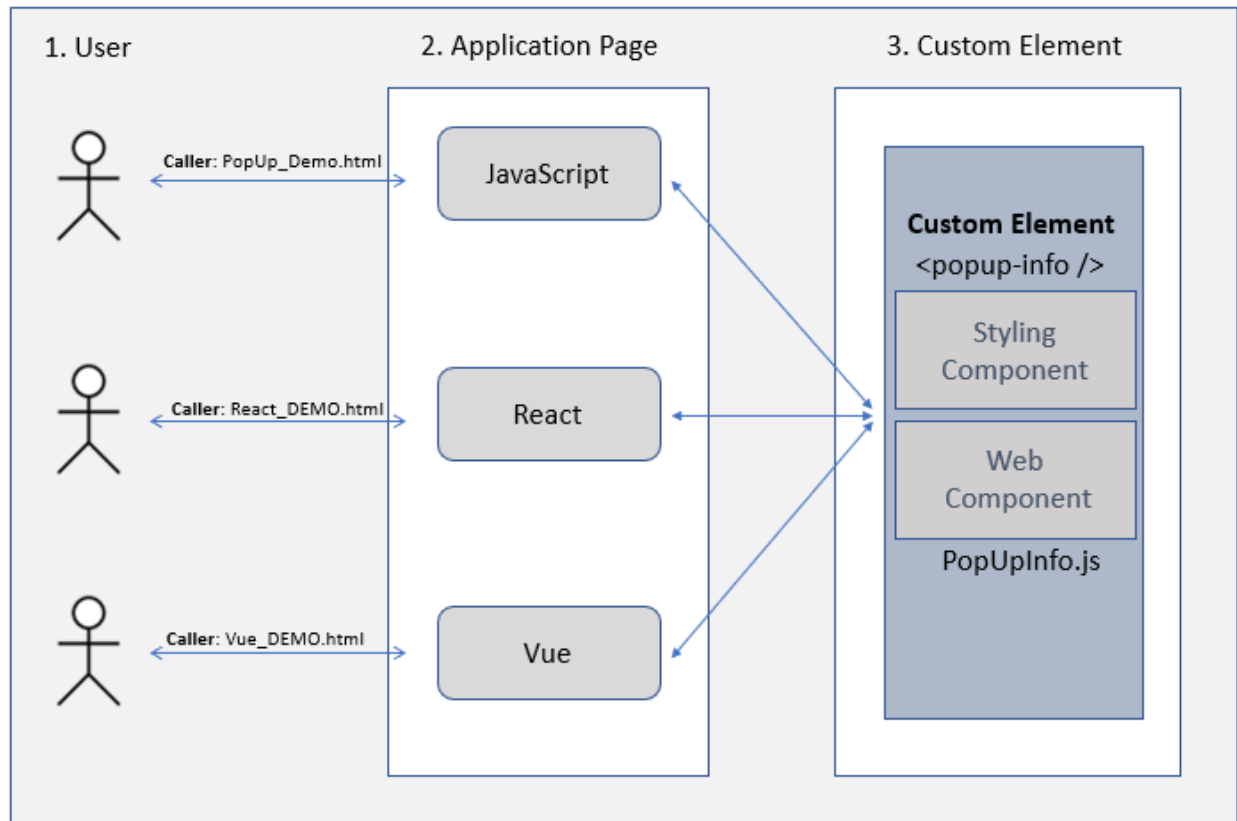 1. User
2. Application Page
3. Custom Element
Caller: PopUp_Demo.html
JavaScript
Custom Element
<popup-info />
Styling
Component
Caller: React_DEMO.html
React
Web
Component
PopUpInfo.js
Caller: Vue_DEMO.html
Vue